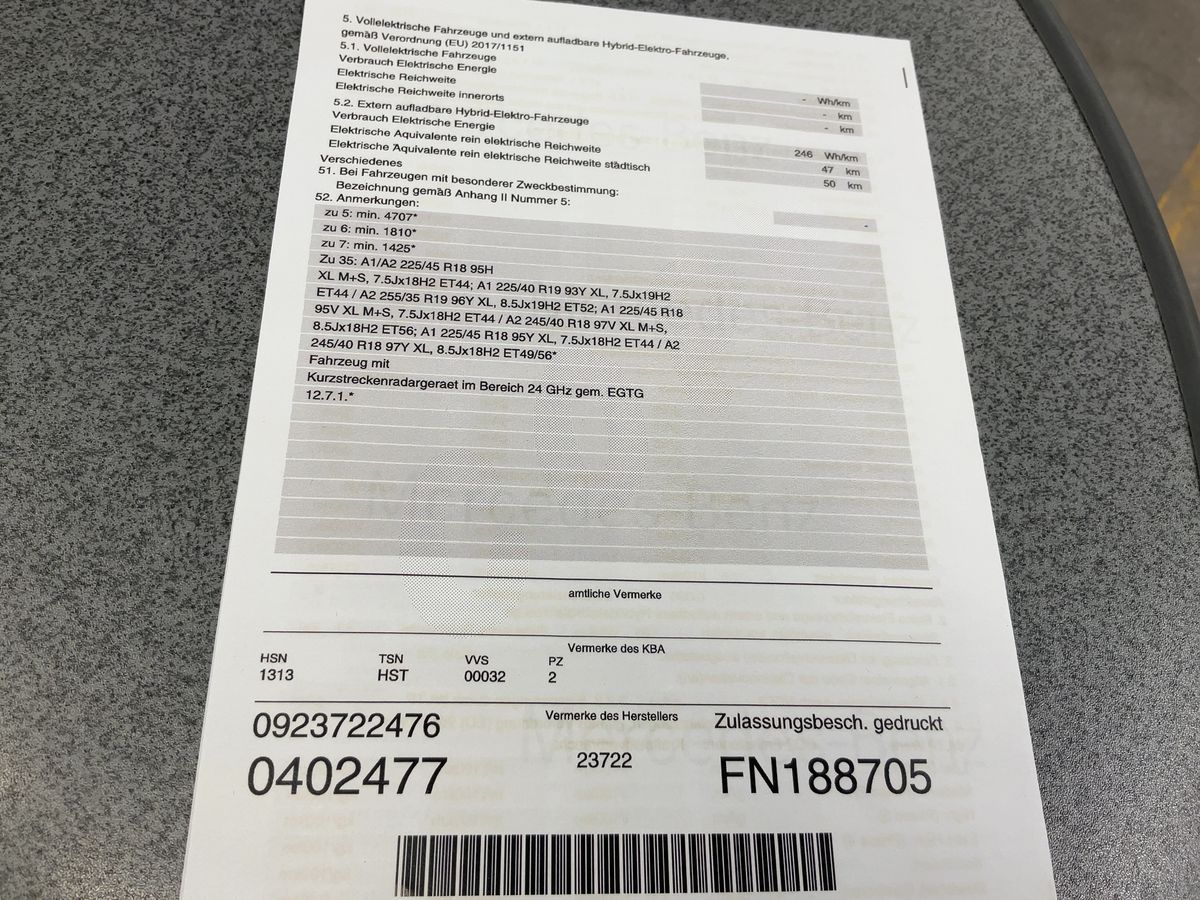 5. Vollelektrische Fahrzeuge und extern aufladbare Hybrid-Elektro-Fahrzeuge,
gemäß Verordnung (EU) 2017/1151
5.1. Vollelektrische Fahrzeuge
Verbrauch Elektrische Energie - Wh/km
Elektrische Reichweite - km
Elektrische Reichweite innerorts - km
5.2. Extern aufladbare Hybrid-Elektro-Fahrzeuge
Verbrauch Elektrische Energie 246 Wh/km
Elektrische Äquivalente rein elektrische Reichweite 47 km
Elektrische Äquivalente rein elektrische Reichweite städtisch 50 km
Verschiedenes
51. Bei Fahrzeugen mit besonderer Zweckbestimmung:
Bezeichnung gemäß Anhang II Nummer 5: -
52. Anmerkungen:
zu 5: min. 4707*
zu 6: min. 1810*
zu 7: min. 1425*
Zu 35: A1/A2 225/45 R18 95H
XL M+S, 7.5Jx18H2 ET44; A1 225/40 R19 93Y XL, 7.5Jx19H2
ET44 / A2 255/35 R19 96Y XL, 8.5Jx19H2 ET52; A1 225/45 R18
95V XL M+S, 7.5Jx18H2 ET44 / A2 245/40 R18 97V XL M+S,
8.5Jx18H2 ET56; A1 225/45 R18 95Y XL, 7.5Jx18H2 ET44 / A2
245/40 R18 97Y XL, 8.5Jx18H2 ET49/56*
Fahrzeug mit
Kurzstreckenradargeraet im Bereich 24 GHz gem. EGTG
12.7.1.*
amtliche Vermerke
Vermerke des KBA
HSN TSN VVS PZ
1313 HST 00032 2
Vermerke des Herstellers
0923722476 Zulassungsbesch. gedruckt
0402477 23722 FN188705